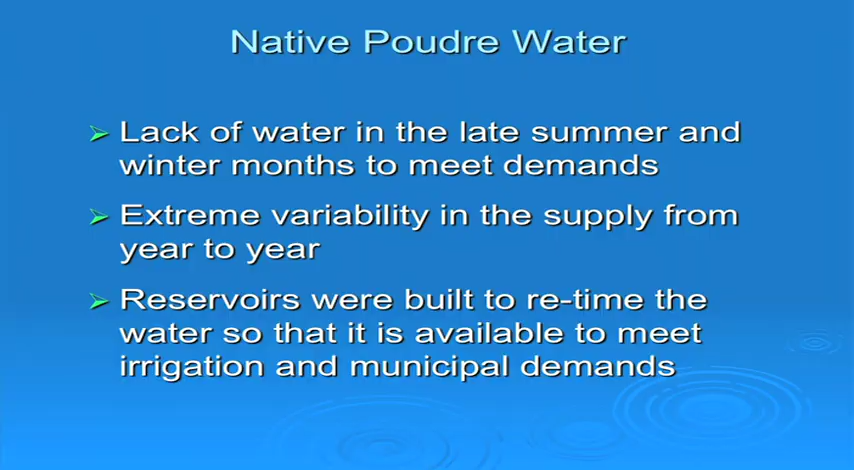 Native Poudre Water
Lack of water in the late summer and
winter months to meet demands
Extreme variability in the supply from
year to year
Reservoirs were built to re-time the
water so that it is available to meet
irrigation and municipal demands